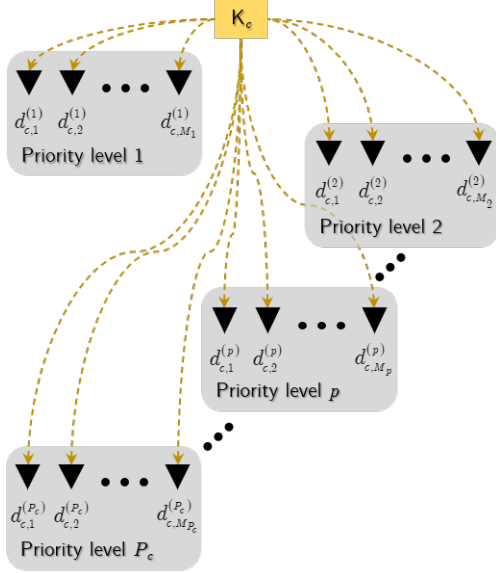 K_c
d_{c,1}^{(1)} d_{c,2}^{(1)} • • • d_{c,M_1}^{(1)}
Priority level 1
d_{c,1}^{(2)} d_{c,2}^{(2)} • • • d_{c,M_2}^{(2)}
Priority level 2
d_{c,1}^{(p)} d_{c,2}^{(p)} • • • d_{c,M_p}^{(p)}
Priority level p
d_{c,1}^{(P_c)} d_{c,2}^{(P_c)} • • • d_{c,M_{P_c}}^{(P_c)}
Priority level P_c